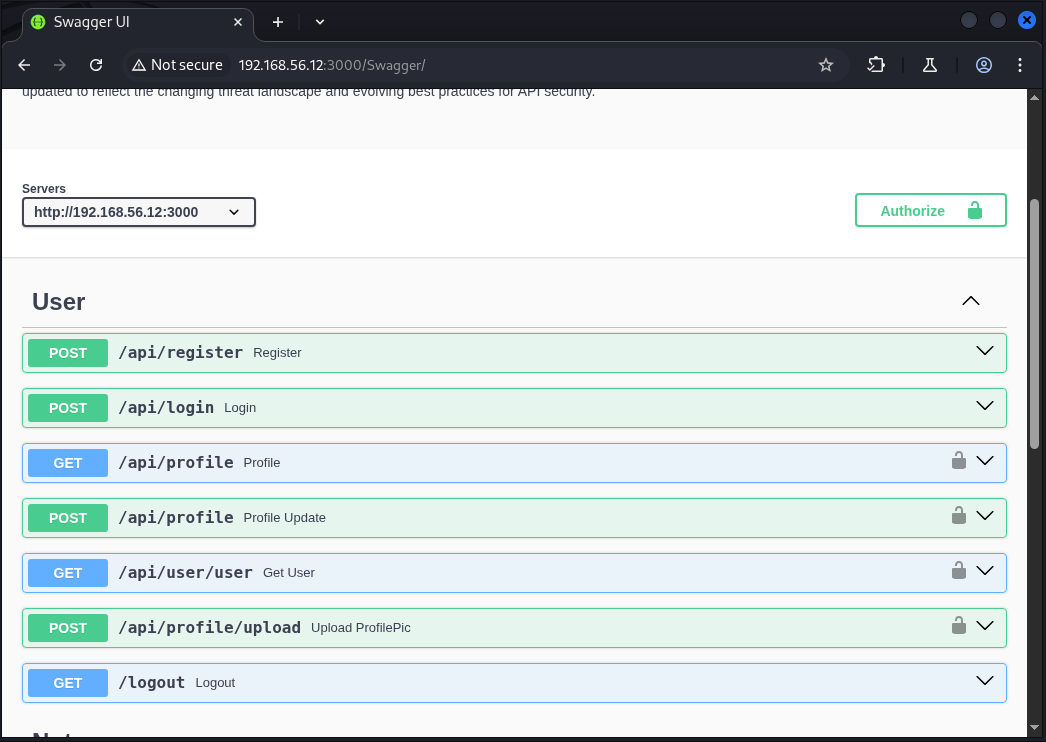 Swagger UI
Not secure 192.168.56.12:3000/Swagger/
updated to reflect the changing threat landscape and evolving best practices for API security.
Servers
http://192.168.56.12:3000
Authorize
User
POST /api/register Register
POST /api/login Login
GET /api/profile Profile
POST /api/profile Profile Update
GET /api/user/user Get User
POST /api/profile/upload Upload ProfilePic
GET /logout Logout